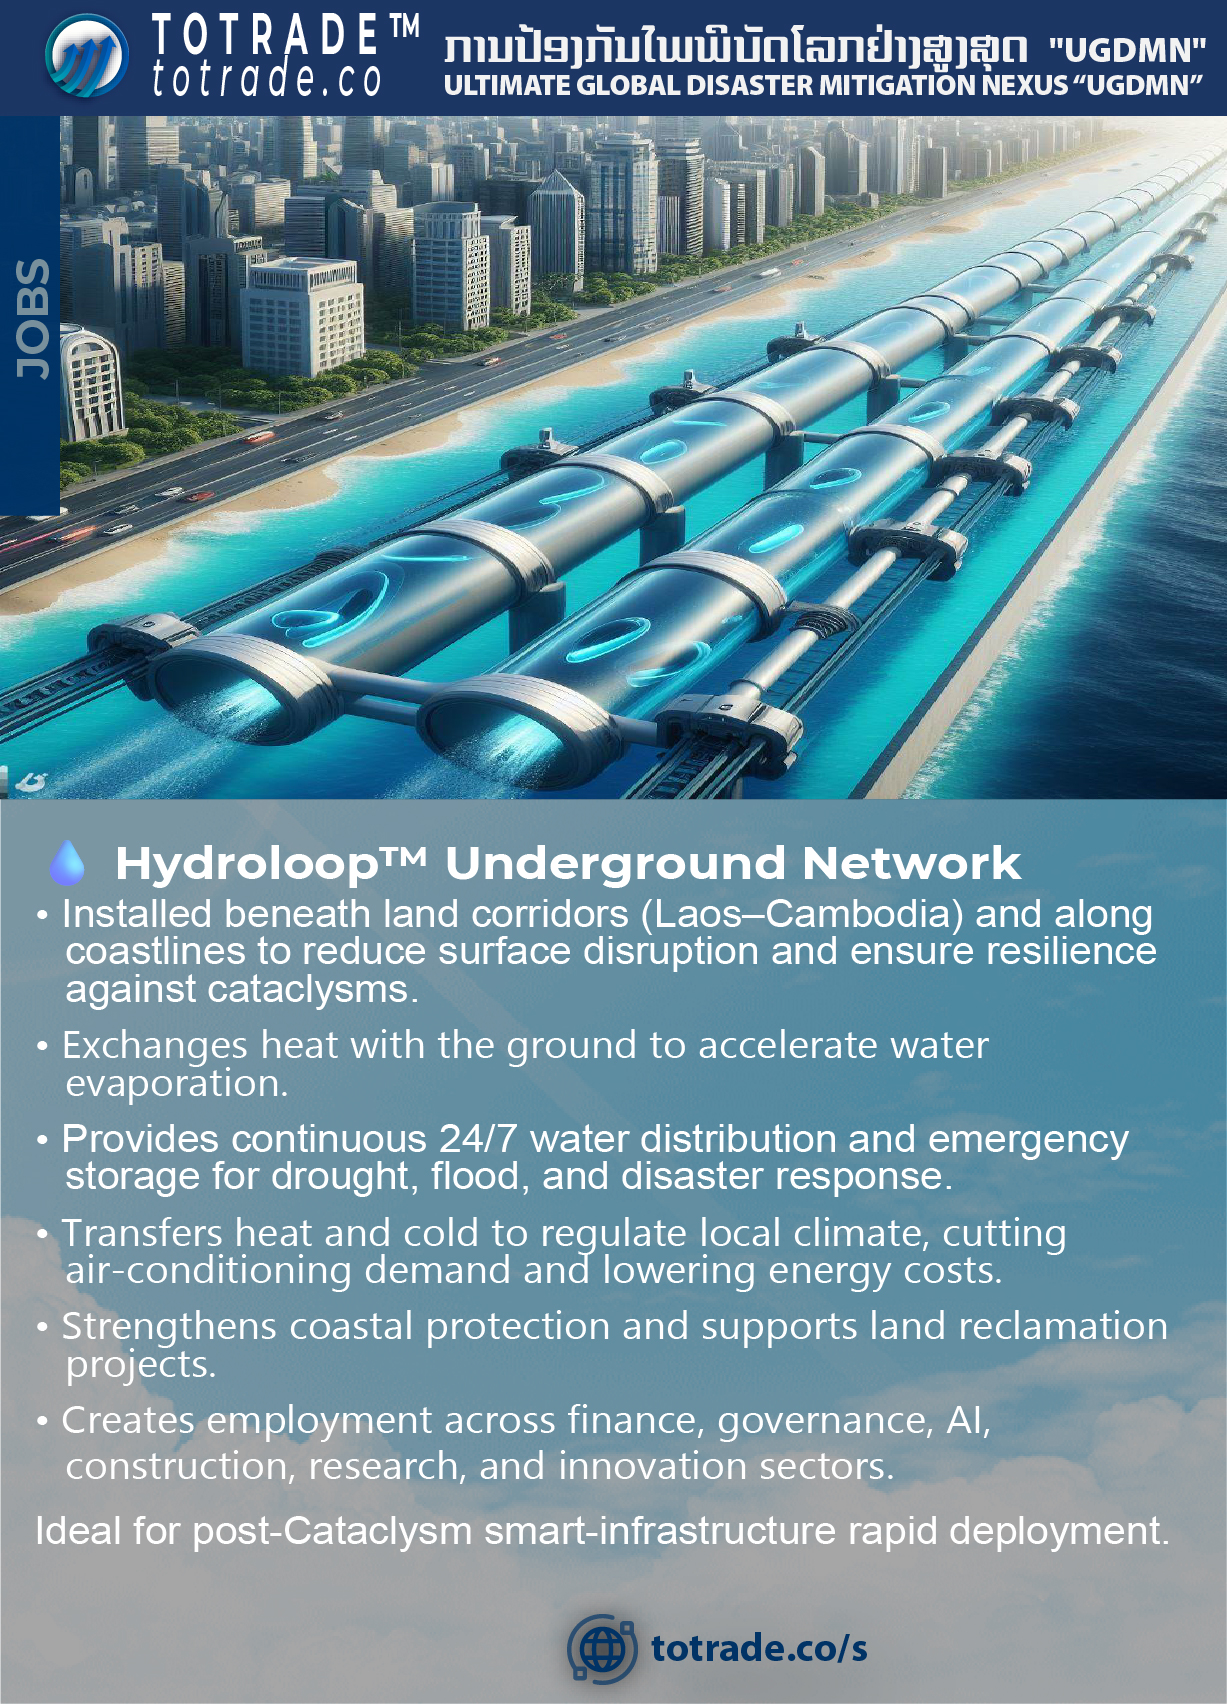 TOTRADE™
totrade.co
ການປ້ອງກັນໄພພິບັດໂລກຢ່າງສູງສຸດ "UGDMN"
ULTIMATE GLOBAL DISASTER MITIGATION NEXUS “UGDMN”
JOBS
Hydroloop™ Underground Network
• Installed beneath land corridors (Laos–Cambodia) and along
coastlines to reduce surface disruption and ensure resilience
against cataclysms.
• Exchanges heat with the ground to accelerate water
evaporation.
• Provides continuous 24/7 water distribution and emergency
storage for drought, flood, and disaster response.
• Transfers heat and cold to regulate local climate, cutting
air-conditioning demand and lowering energy costs.
• Strengthens coastal protection and supports land reclamation
projects.
• Creates employment across finance, governance, AI,
construction, research, and innovation sectors.
Ideal for post-Cataclysm smart-infrastructure rapid deployment.
totrade.co/s